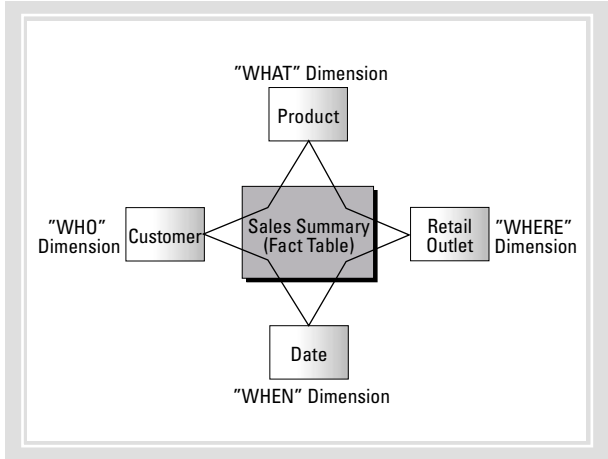 "WHAT" Dimension
Product
"WHO"
Dimension
Customer
Sales Summary
(Fact Table)
Retail
Outlet
"WHERE"
Dimension
Date
"WHEN" Dimension